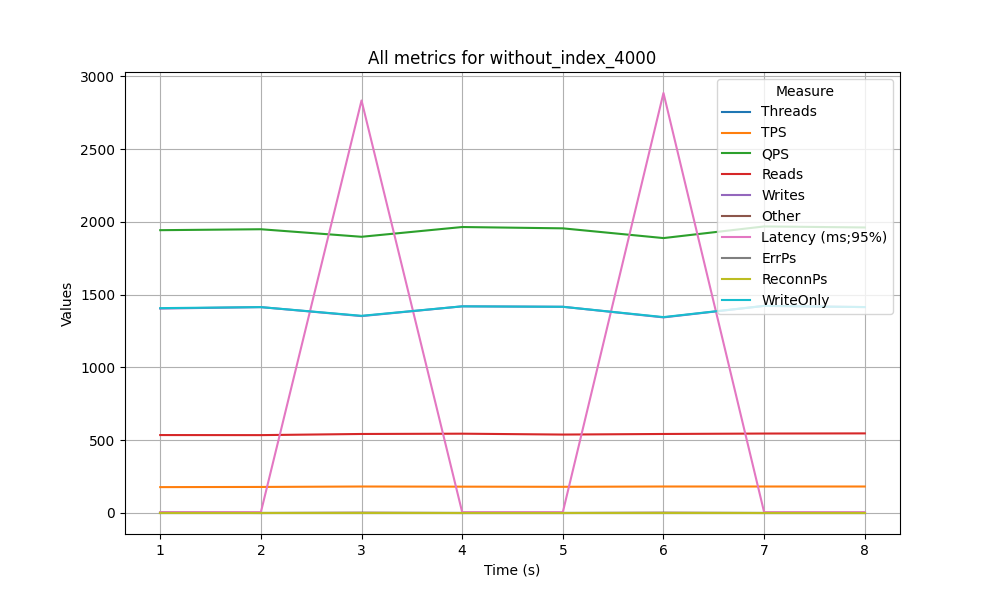 All metrics for without_index_4000
Values
3000
2500
2000
1500
1000
500
0
Measure
Threads
TPS
QPS
Reads
Writes
Other
Latency (ms;95%)
ErrPs
ReconnPs
WriteOnly
1 2 3 4 5 6 7 8
Time (s)